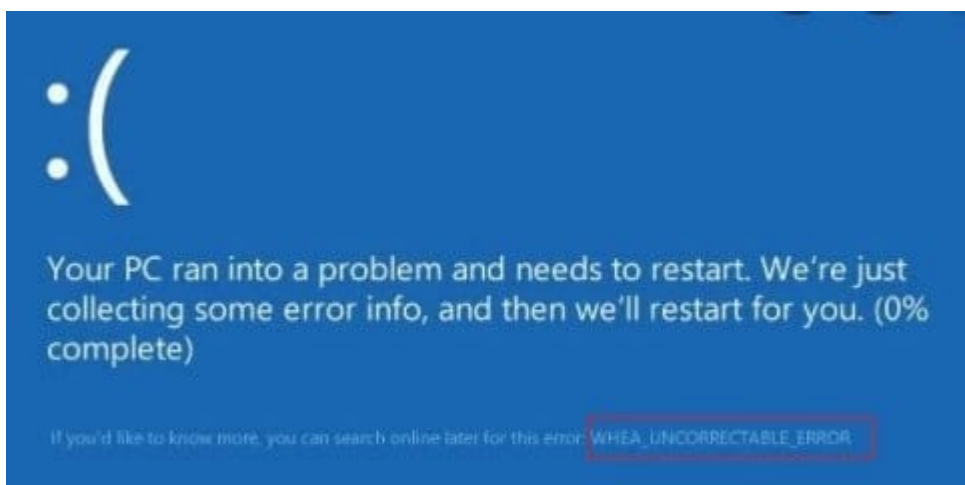 :(
Your PC ran into a problem and needs to restart. We're just
collecting some error info, and then we'll restart for you. (0%
complete)
If you'd like to know more, you can search online later for this error: WHEA_UNCORRECTABLE_ERROR